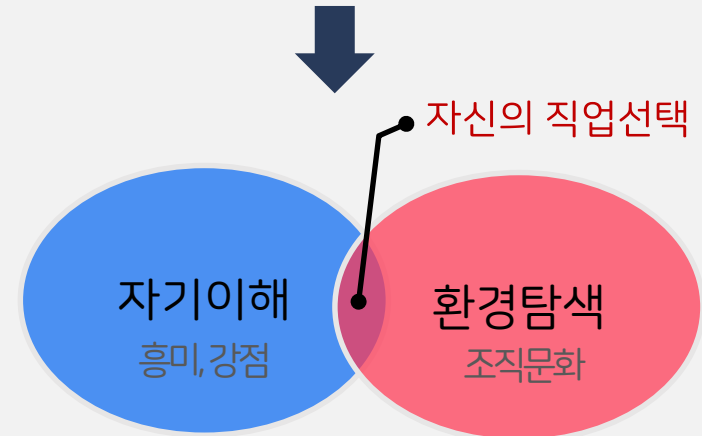 자신의 직업선택
자기이해
흥미, 강점
환경탐색
조직문화